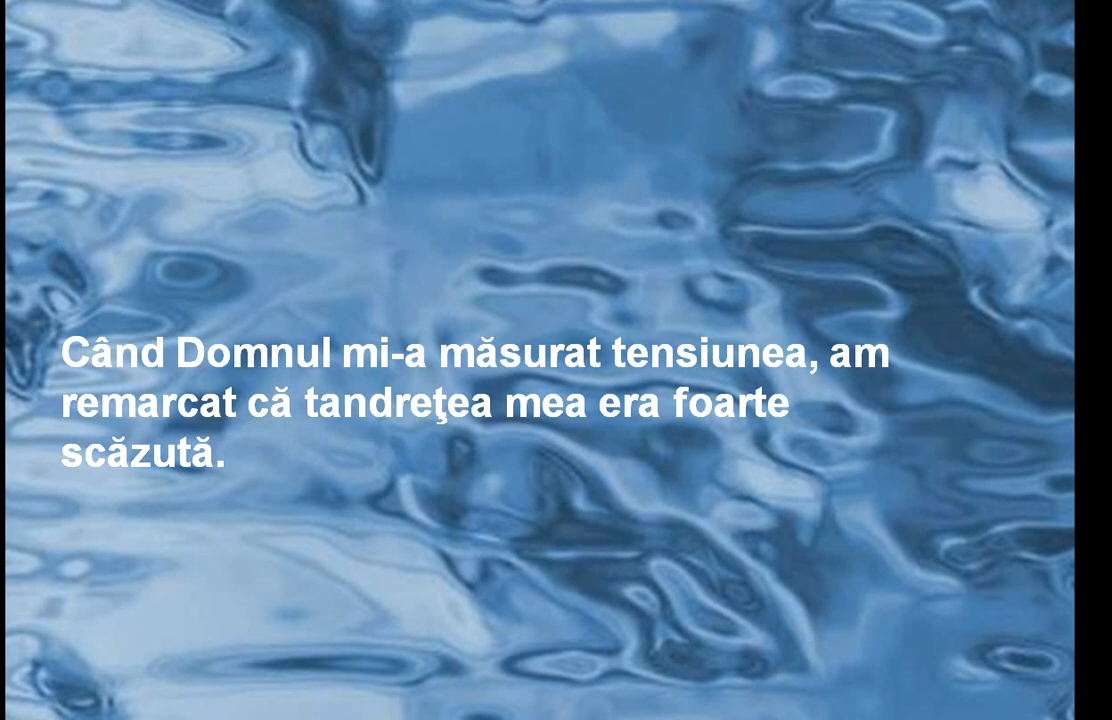 Când Domnul mi-a măsurat tensiunea, am
remarcat că tandreţea mea era foarte
scăzută.